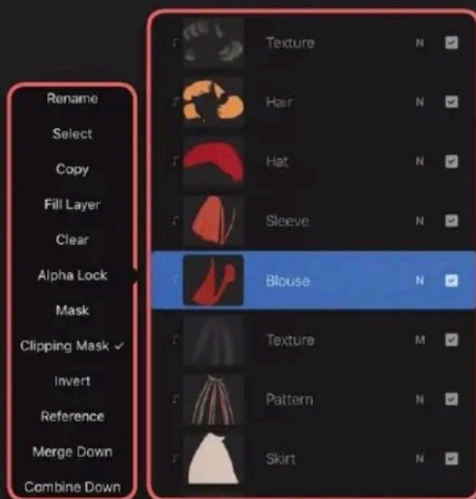 Rename
Select
Copy
Fill Layer
Clear
Alpha Lock
Mask
Clipping Mask ✓
Invert
Reference
Merge Down
Combine Down
Texture N
Hair N
Hat N
Sleeve N
Blouse N
Texture M
Pattern N
Skirt N